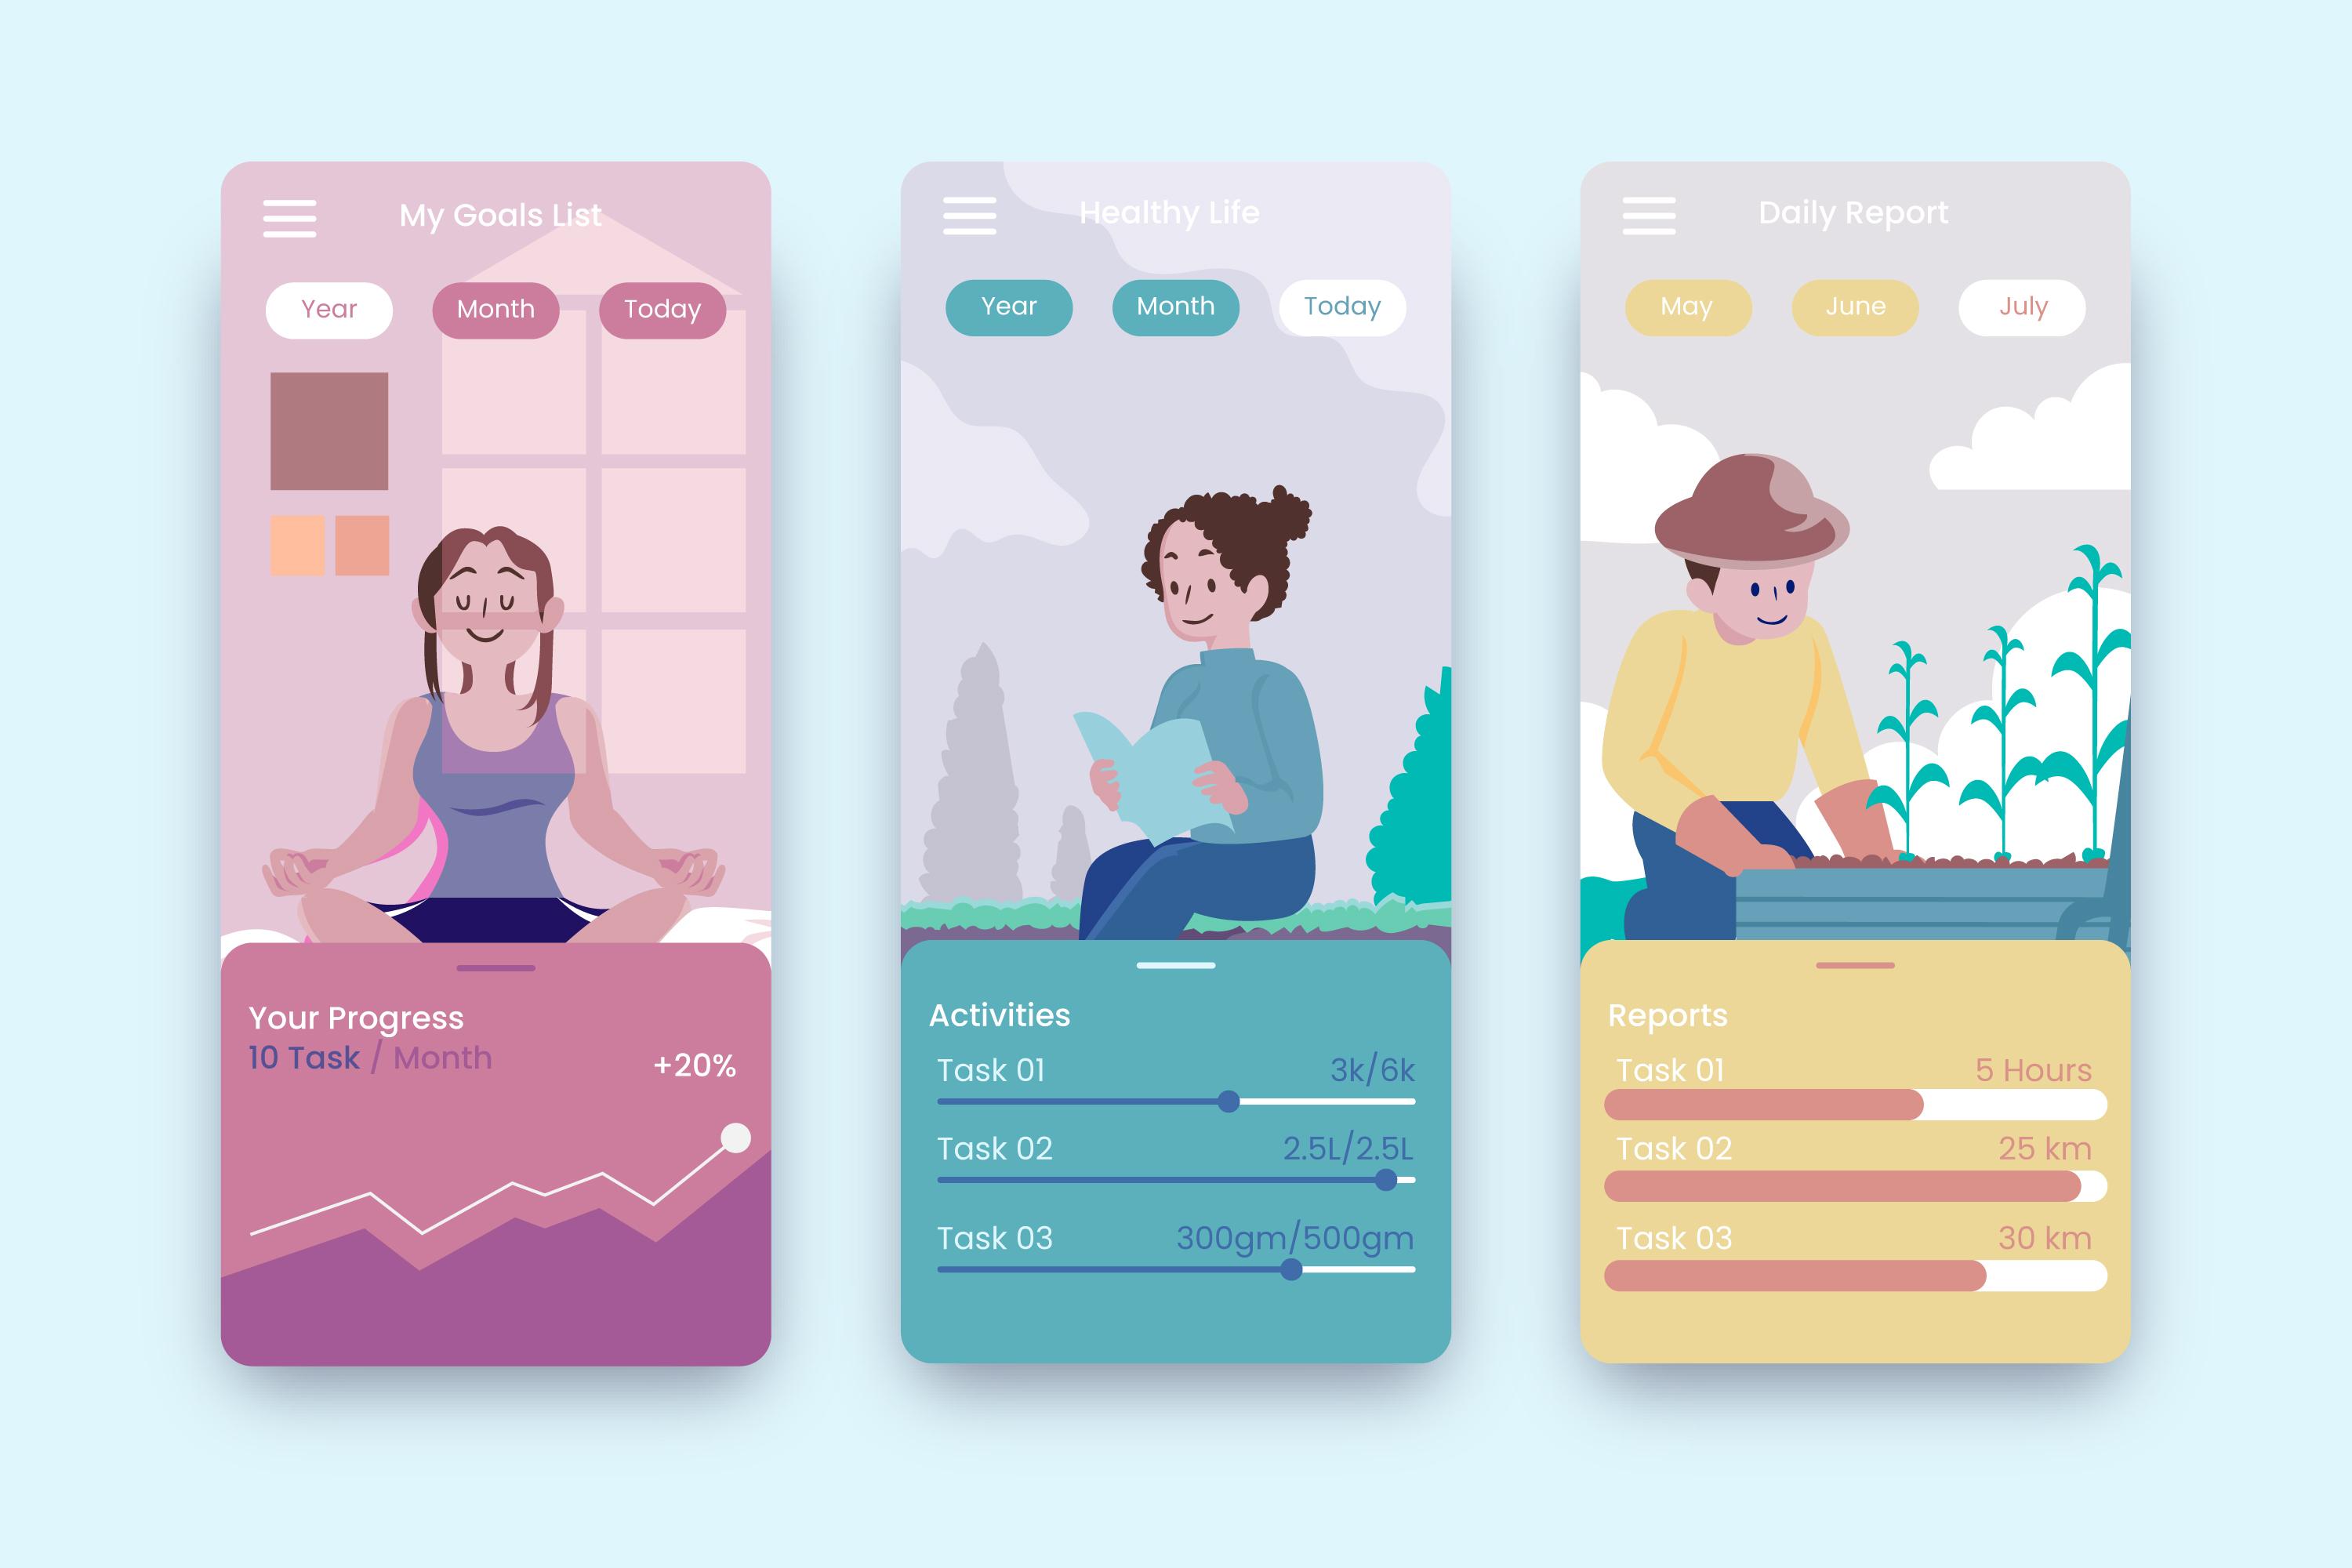 My Goals List
Year Month Today
Your Progress
10 Task / Month
+20%
Healthy Life
Year Month Today
Activities
Task 01 3k/6k
Task 02 2.5L/2.5L
Task 03 300gm/500gm
Daily Report
May June July
Reports
Task 01 5 Hours
Task 02 25 km
Task 03 30 km